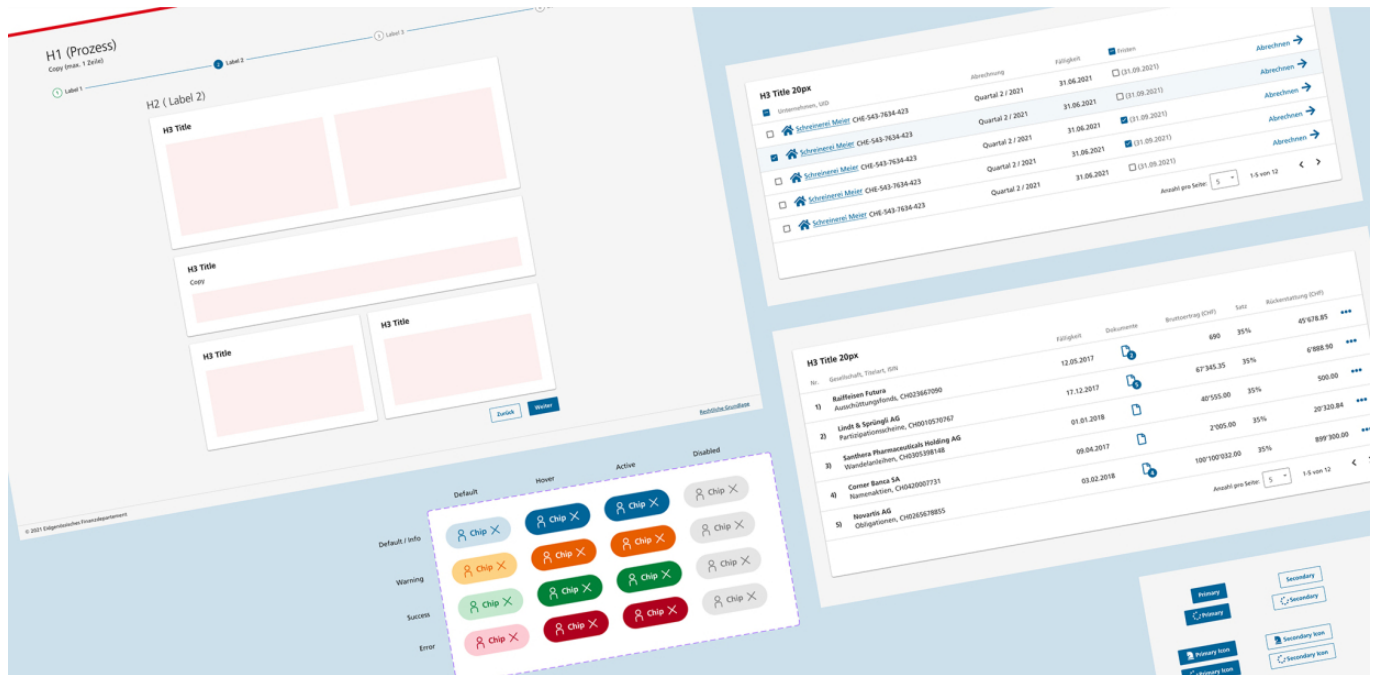 H1 (Prozess)
Copy (max. 1 Zeile)
1 Label 1
2 Label 2
3 Label 3
H2 ( Label 2)
H3 Title
H3 Title
Copy
H3 Title
H3 Title
Zurück Weiter
Rechtliche Grundlage
© 2021 Eidgenössisches Finanzdepartement
H3 Title 20px
Unternehmen, UID Abrechnung Fälligkeit Fristen
Schreinerei Meier CHE-543-7634-423 Quartal 2 / 2021 31.06.2021 (31.09.2021) Abrechnen
Schreinerei Meier CHE-543-7634-423 Quartal 2 / 2021 31.06.2021 (31.09.2021) Abrechnen
Schreinerei Meier CHE-543-7634-423 Quartal 2 / 2021 31.06.2021 (31.09.2021) Abrechnen
Schreinerei Meier CHE-543-7634-423 Quartal 2 / 2021 31.06.2021 (31.09.2021) Abrechnen
Schreinerei Meier CHE-543-7634-423 Quartal 2 / 2021 31.06.2021 (31.09.2021) Abrechnen
Anzahl pro Seite: 5 1-5 von 12
H3 Title 20px
Nr. Gesellschaft, Titelart, ISIN Fälligkeit Dokumente Bruttoertrag (CHF) Satz Rückerstattung (CHF)
1) Raiffeisen Futura 12.05.2017 2 690 35% 45'678.85
Ausschüttungsfonds, CH023667090
2) Lindt & Sprüngli AG 17.12.2017 5 67'345.35 35% 6'888.90
Partizipationsscheine, CH0010570767
3) Santhera Pharmaceuticals Holding AG 01.01.2018 40'555.00 35% 500.00
Wandelanleihen, CH0305398148
4) Corner Banca SA 09.04.2017 2'005.00 35% 20'320.84
Namenaktien, CH0420007731
5) Novartis AG 03.02.2018 4 100'100'032.00 35% 899'300.00
Obligationen, CH0265678855
Anzahl pro Seite: 5 1-5 von 12
Default Hover Active Disabled
Default / Info Chip Chip Chip Chip
Warning Chip Chip Chip Chip
Success Chip Chip Chip Chip
Error Chip Chip Chip Chip
Primary Secondary
Primary Secondary
Primary Icon Secondary Icon
Primary Icon Secondary Icon